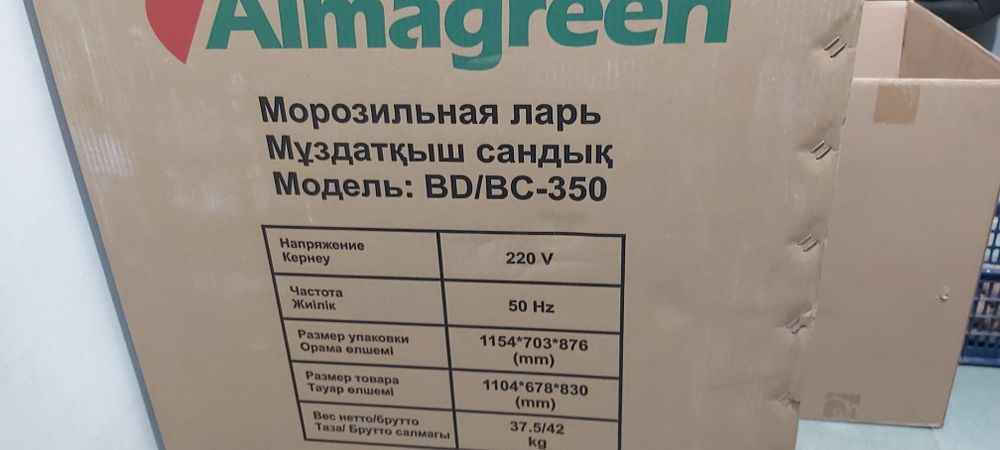 Almagreen
Морозильная ларь
Мұздатқыш сандық
Модель: BD/BC-350
Напряжение
Кернеу
220 V
Частота
Жиілік
50 Hz
Размер упаковки
Орама өлшемі
1154*703*876
(mm)
Размер товара
Тауар өлшемі
1104*678*830
(mm)
Вес нетто/брутто
Таза/ Брутто салмағы
37.5/42
kg